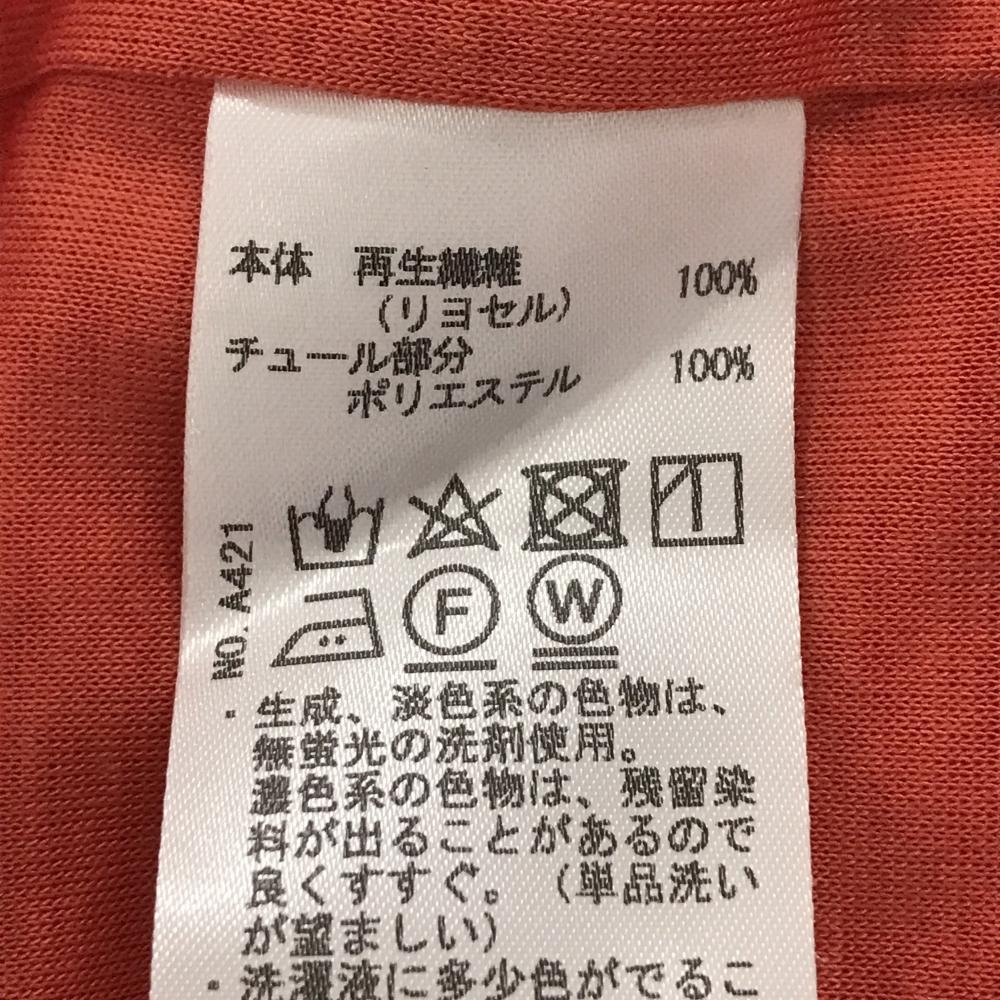 本体 再生繊維 100%
(リヨセル)
チュール部分 100%
ポリエステル
NO. A421
F W
・生成、淡色系の色物は、
無蛍光の洗剤使用。
濃色系の色物は、残留染
料が出ることがあるので
良くすすぐ。(単品洗い
が望ましい)
・洗濯液に多少色がでるこ